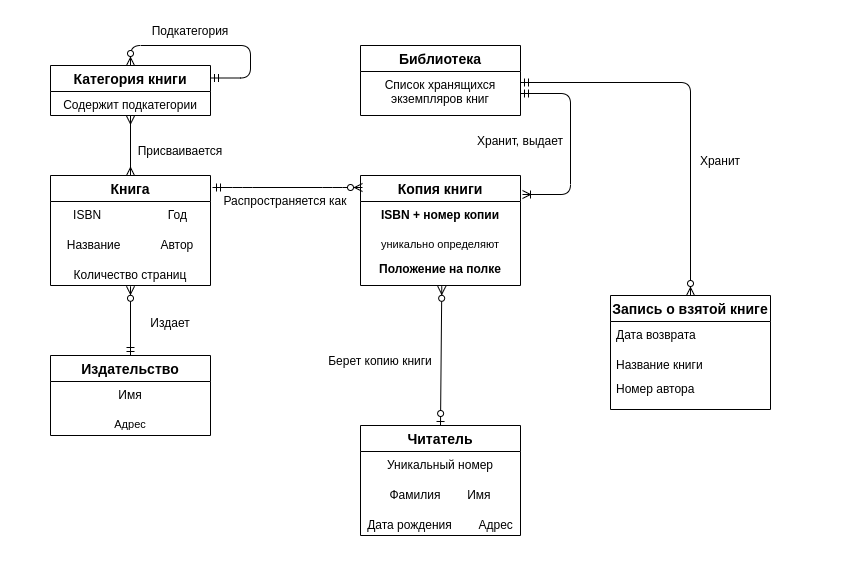 Подкатегория
Категория книги
Содержит подкатегории
Присваивается
Книга
ISBN Год
Название Автор
Количество страниц
Издает
Издательство
Имя
Адрес
Распространяется как
Библиотека
Список хранящихся
экземпляров книг
Хранит, выдает
Хранит
Копия книги
ISBN + номер копии
уникально определяют
Положение на полке
Берет копию книги
Читатель
Уникальный номер
Фамилия Имя
Дата рождения Адрес
Запись о взятой книге
Дата возврата
Название книги
Номер автора